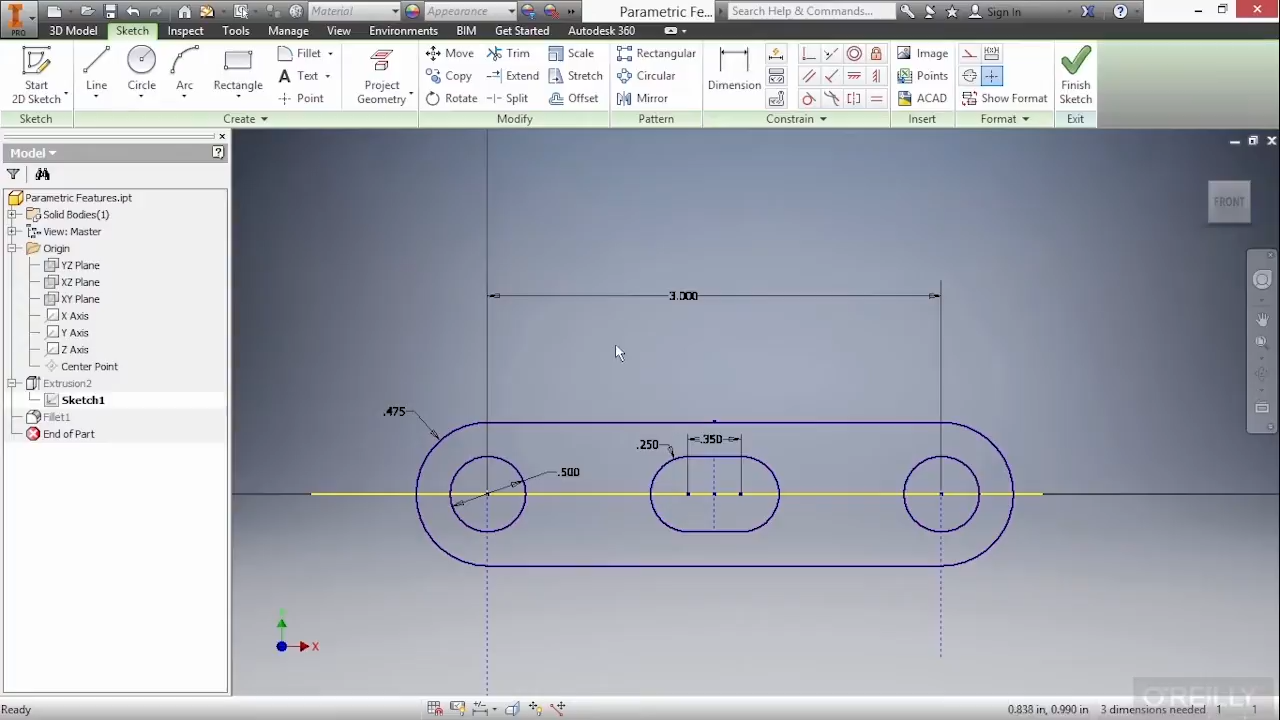 PRO
Material
Appearance
Parametric Fe...
Search Help & Commands...
Sign In
3D Model Sketch Inspect Tools Manage View Environments BIM Get Started Autodesk 360
Start
2D Sketch
Line
Circle
Arc
Rectangle
Fillet
Text
Point
Project
Geometry
Move
Copy
Rotate
Trim
Extend
Split
Scale
Stretch
Offset
Rectangular
Circular
Mirror
Dimension
Image
Points
ACAD
Show Format
Finish
Sketch
Sketch Create Modify Pattern Constrain Insert Format Exit
Model
Parametric Features.ipt
Solid Bodies(1)
View: Master
Origin
YZ Plane
XZ Plane
XY Plane
X Axis
Y Axis
Z Axis
Center Point
Extrusion2
Sketch1
Fillet1
End of Part
FRONT
3.000
.475
.250
.350
.500
X
O'REILLY
Ready
0.838 in, 0.990 in 3 dimensions needed 1 1